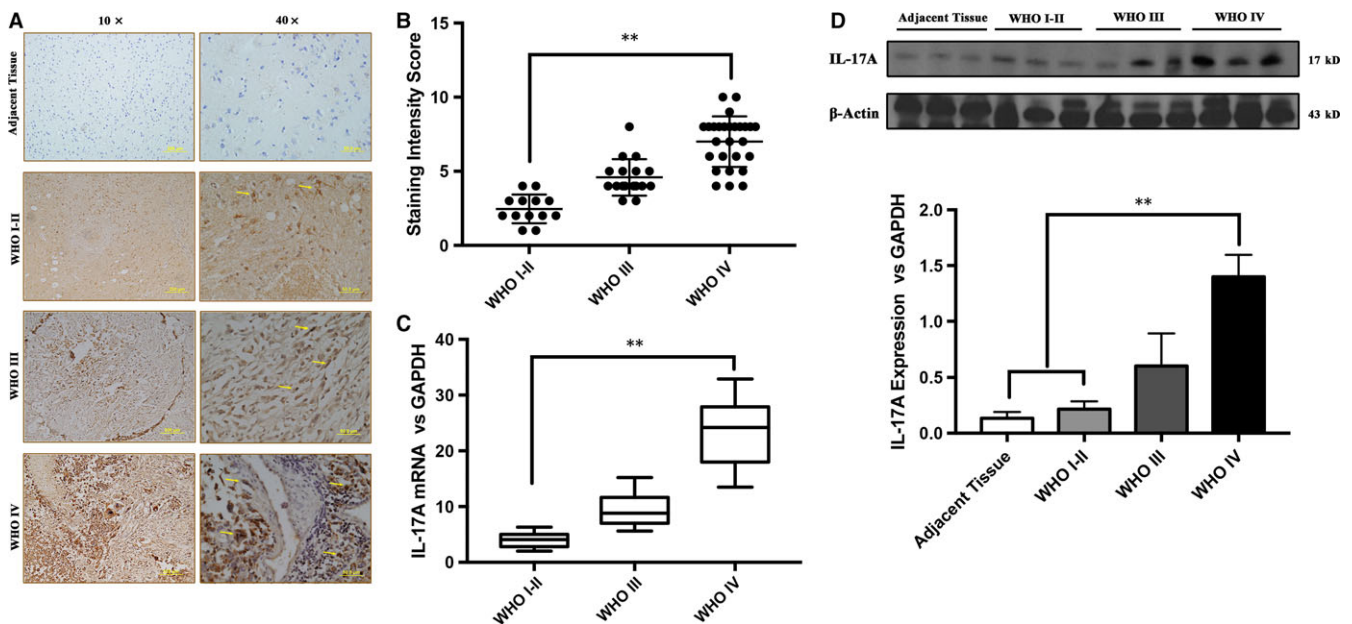 A
10 ×
40 ×
Adjacent Tissue
WHO I-II
WHO III
WHO IV
B
Staining Intensity Score
15
10
5
0
**
WHO I-II
WHO III
WHO IV
C
IL-17A mRNA vs GAPDH
40
30
20
10
0
**
WHO I-II
WHO III
WHO IV
D
Adjacent Tissue WHO I-II WHO III WHO IV
IL-17A 17 kD
β-Actin 43 kD
IL-17A Expression vs GAPDH
2.0
1.5
1.0
0.5
0.0
**
Adjacent Tissue
WHO I-II
WHO III
WHO IV